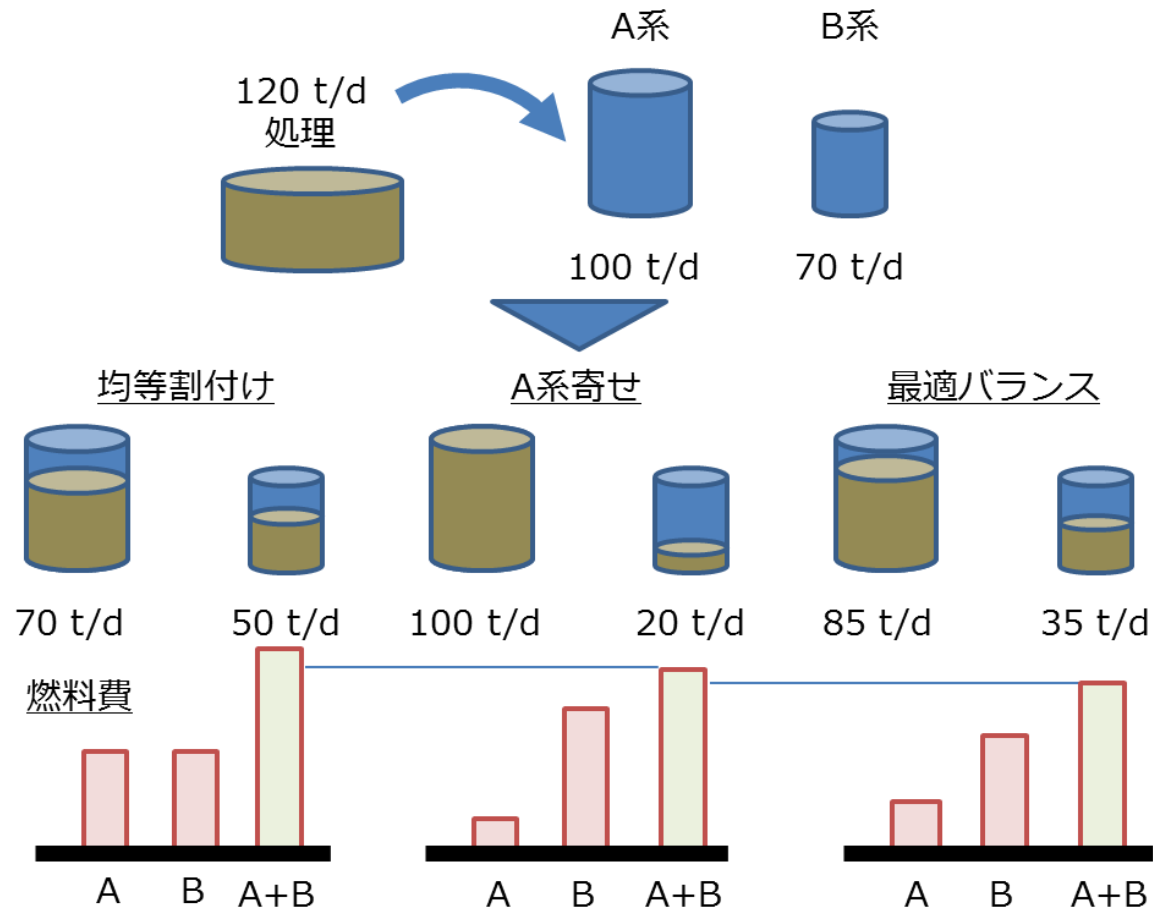 A系
B系
120 t/d
処理
100 t/d
70 t/d
均等割付け
A系寄せ
最適バランス
70 t/d
50 t/d
100 t/d
20 t/d
85 t/d
35 t/d
燃料費
A
B
A+B
A
B
A+B
A
B
A+B